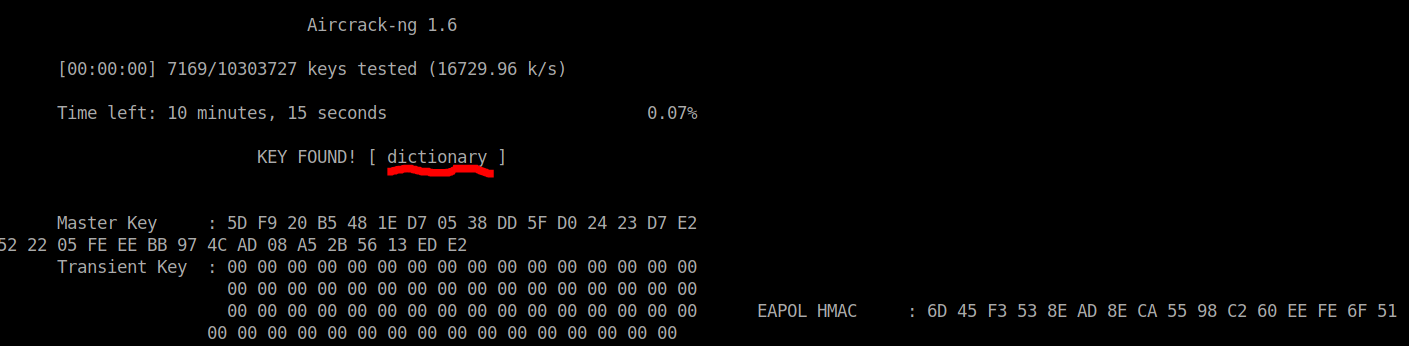 Aircrack-ng 1.6
[00:00:00] 7169/10303727 keys tested (16729.96 k/s)
Time left: 10 minutes, 15 seconds 0.07%
KEY FOUND! [ dictionary ]
Master Key : 5D F9 20 B5 48 1E D7 05 38 DD 5F D0 24 23 D7 E2
52 22 05 FE EE BB 97 4C AD 08 A5 2B 56 13 ED E2
Transient Key : 00 00 00 00 00 00 00 00 00 00 00 00 00 00 00 00
00 00 00 00 00 00 00 00 00 00 00 00 00 00 00 00
00 00 00 00 00 00 00 00 00 00 00 00 00 00 00 00 EAPOL HMAC : 6D 45 F3 53 8E AD 8E CA 55 98 C2 60 EE FE 6F 51
00 00 00 00 00 00 00 00 00 00 00 00 00 00 00 00